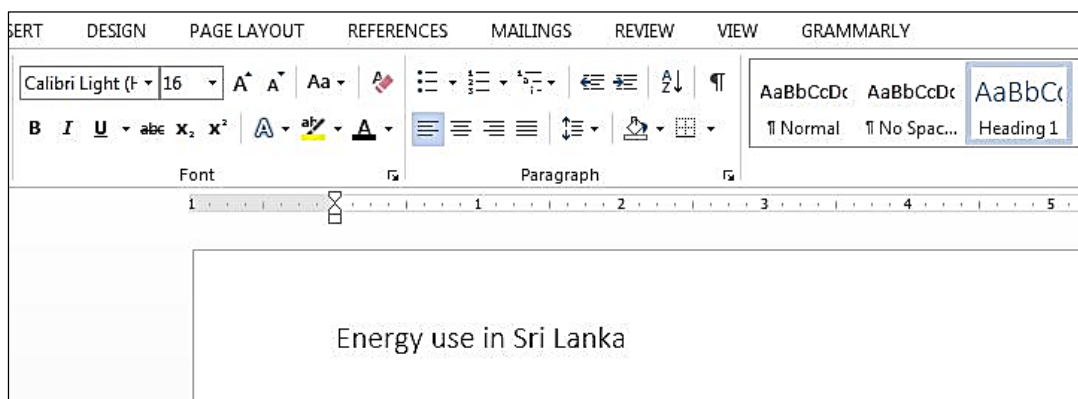 SERT DESIGN PAGE LAYOUT REFERENCES MAILINGS REVIEW VIEW GRAMMARLY
Calibri Light (H 16 A A Aa
B I U abc X2 X2 A ab A
AaBbCcDc AaBbCcDc AaBbCc
¶ Normal ¶ No Spac... Heading 1
Font Paragraph
1 1 2 3 4 5
Energy use in Sri Lanka